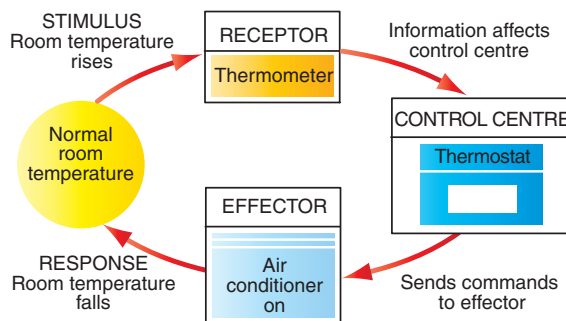 STIMULUS
Room temperature
rises
RECEPTOR
Thermometer
Information affects
control centre
CONTROL CENTRE
Thermostat
Sends commands
to effector
EFFECTOR
Air
conditioner
on
RESPONSE
Room temperature
falls
Normal
room
temperature